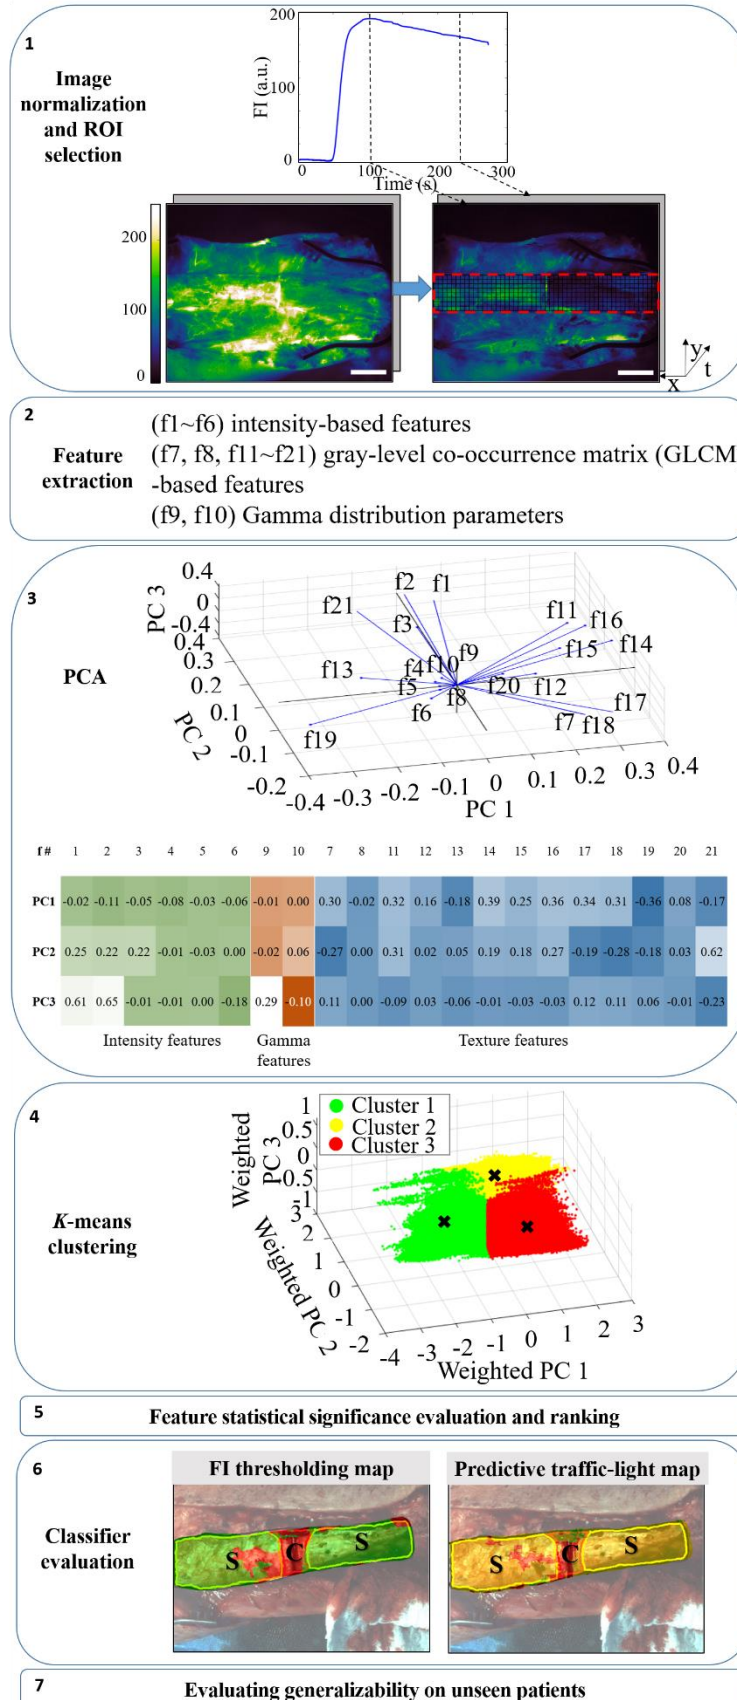 1
Image
normalization
and ROI
selection
200
100
0
FI (a.u.)
0 100 200 300
Time (s)
200
100
0
y
t
x
2
Feature
extraction
(f1~f6) intensity-based features
(f7, f8, f11~f21) gray-level co-occurrence matrix (GLCM
-based features
(f9, f10) Gamma distribution parameters
3
PCA
PC 3
0.4
0
-0.4
0.4
0.3
0.2
0.1
0
-0.1
-0.2
PC 2
f2 f1
f21
f3
f11
f16
f9
f15 f14
f13
f4 f10
f5
f20 f12
f6
f8
f17
f7
f18
f19
-0.4 -0.3 -0.2 -0.1 0 0.1 0.2 0.3 0.4
PC 1
f# 1 2 3 4 5 6 9 10 7 8 11 12 13 14 15 16 17 18 19 20 21
PC1 -0.02 -0.11 -0.05 -0.08 -0.03 -0.06 -0.01 0.00 0.30 -0.02 0.32 0.16 -0.18 0.39 0.25 0.36 0.34 0.31 -0.36 0.08 -0.17
PC2 0.25 0.22 0.22 -0.01 -0.03 0.00 -0.02 0.06 -0.27 0.00 0.31 0.02 0.05 0.19 0.18 0.27 -0.19 -0.28 -0.18 0.03 0.62
PC3 0.61 0.65 -0.01 -0.01 0.00 -0.18 0.29 -0.10 0.11 0.00 -0.09 0.03 -0.06 -0.01 -0.03 -0.03 0.12 0.11 0.06 -0.01 -0.23
Intensity features Gamma Texture features
features
4
K-means
clustering
Cluster 1
Cluster 2
Cluster 3
Weighted
PC 3
1
0.5
0
-0.5
-1
3
2
1
0
-1
-2
Weighted PC 2
-4 -3 -2 -1 0 1 2 3
Weighted PC 1
5 Feature statistical significance evaluation and ranking
6
Classifier
evaluation
FI thresholding map Predictive traffic-light map
S C S
S C S
7 Evaluating generalizability on unseen patients